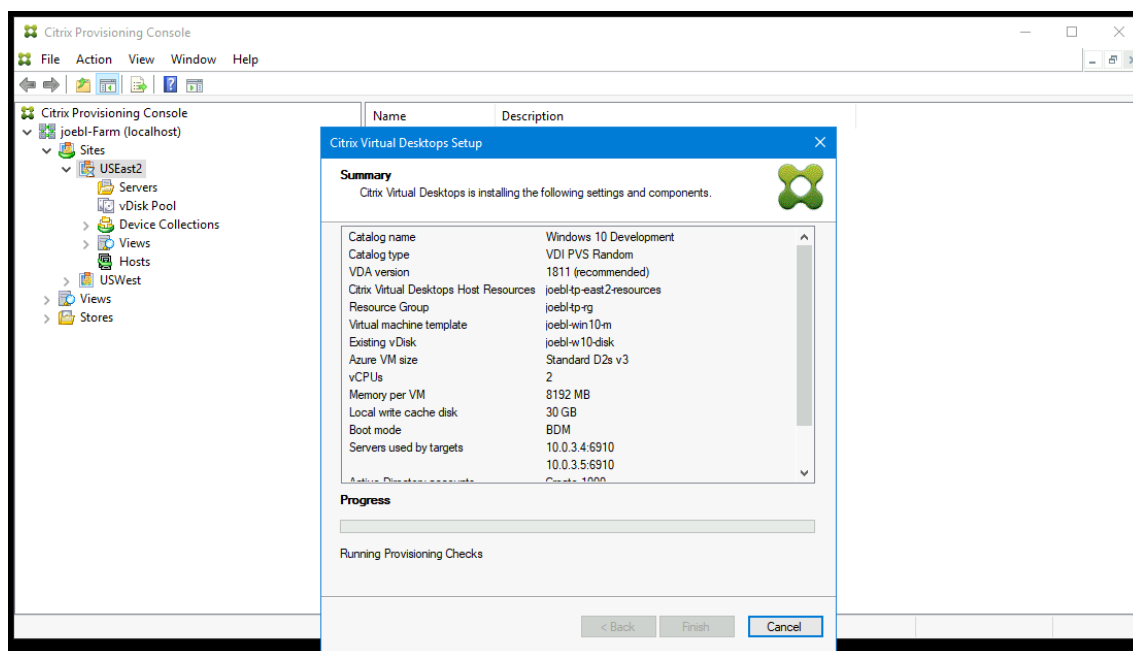 Citrix Provisioning Console
File Action View Window Help
Citrix Provisioning Console
joebl-Farm (localhost)
Sites
USEast2
Servers
vDisk Pool
Device Collections
Views
Hosts
USWest
Views
Stores
Name Description
Citrix Virtual Desktops Setup
Summary
Citrix Virtual Desktops is installing the following settings and components.
Catalog name Windows 10 Development
Catalog type VDI PVS Random
VDA version 1811 (recommended)
Citrix Virtual Desktops Host Resources joebl-tp-east2-resources
Resource Group joebl-tp-rg
Virtual machine template joebl-win10-m
Existing vDisk joebl-w10-disk
Azure VM size Standard D2s v3
vCPUs 2
Memory per VM 8192 MB
Local write cache disk 30 GB
Boot mode BDM
Servers used by targets 10.0.3.4:6910
10.0.3.5:6910
Active Directory accounts Create 1000
Progress
Running Provisioning Checks
< Back Finish Cancel